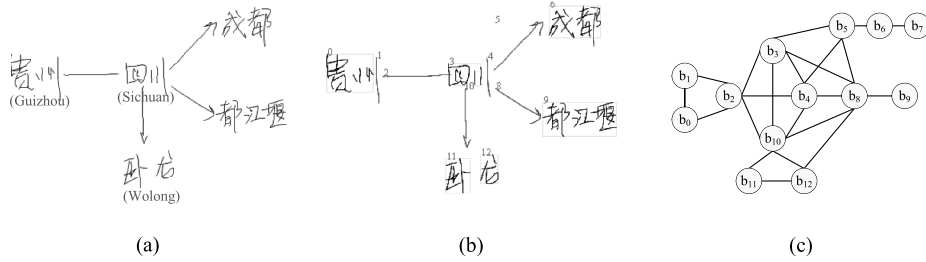 贵州 四川 成都
(Guizhou) (Sichuan)
都江堰
卧龙
(Wolong)
(a)
0 1 2 3 4 5 6
贵州 四川 成都
10 8 9
都江堰
11 12
卧龙
(b)
b5 b6 b7
b3
b1
b2 b4 b8 b9
b0
b10
b11 b12
(c)